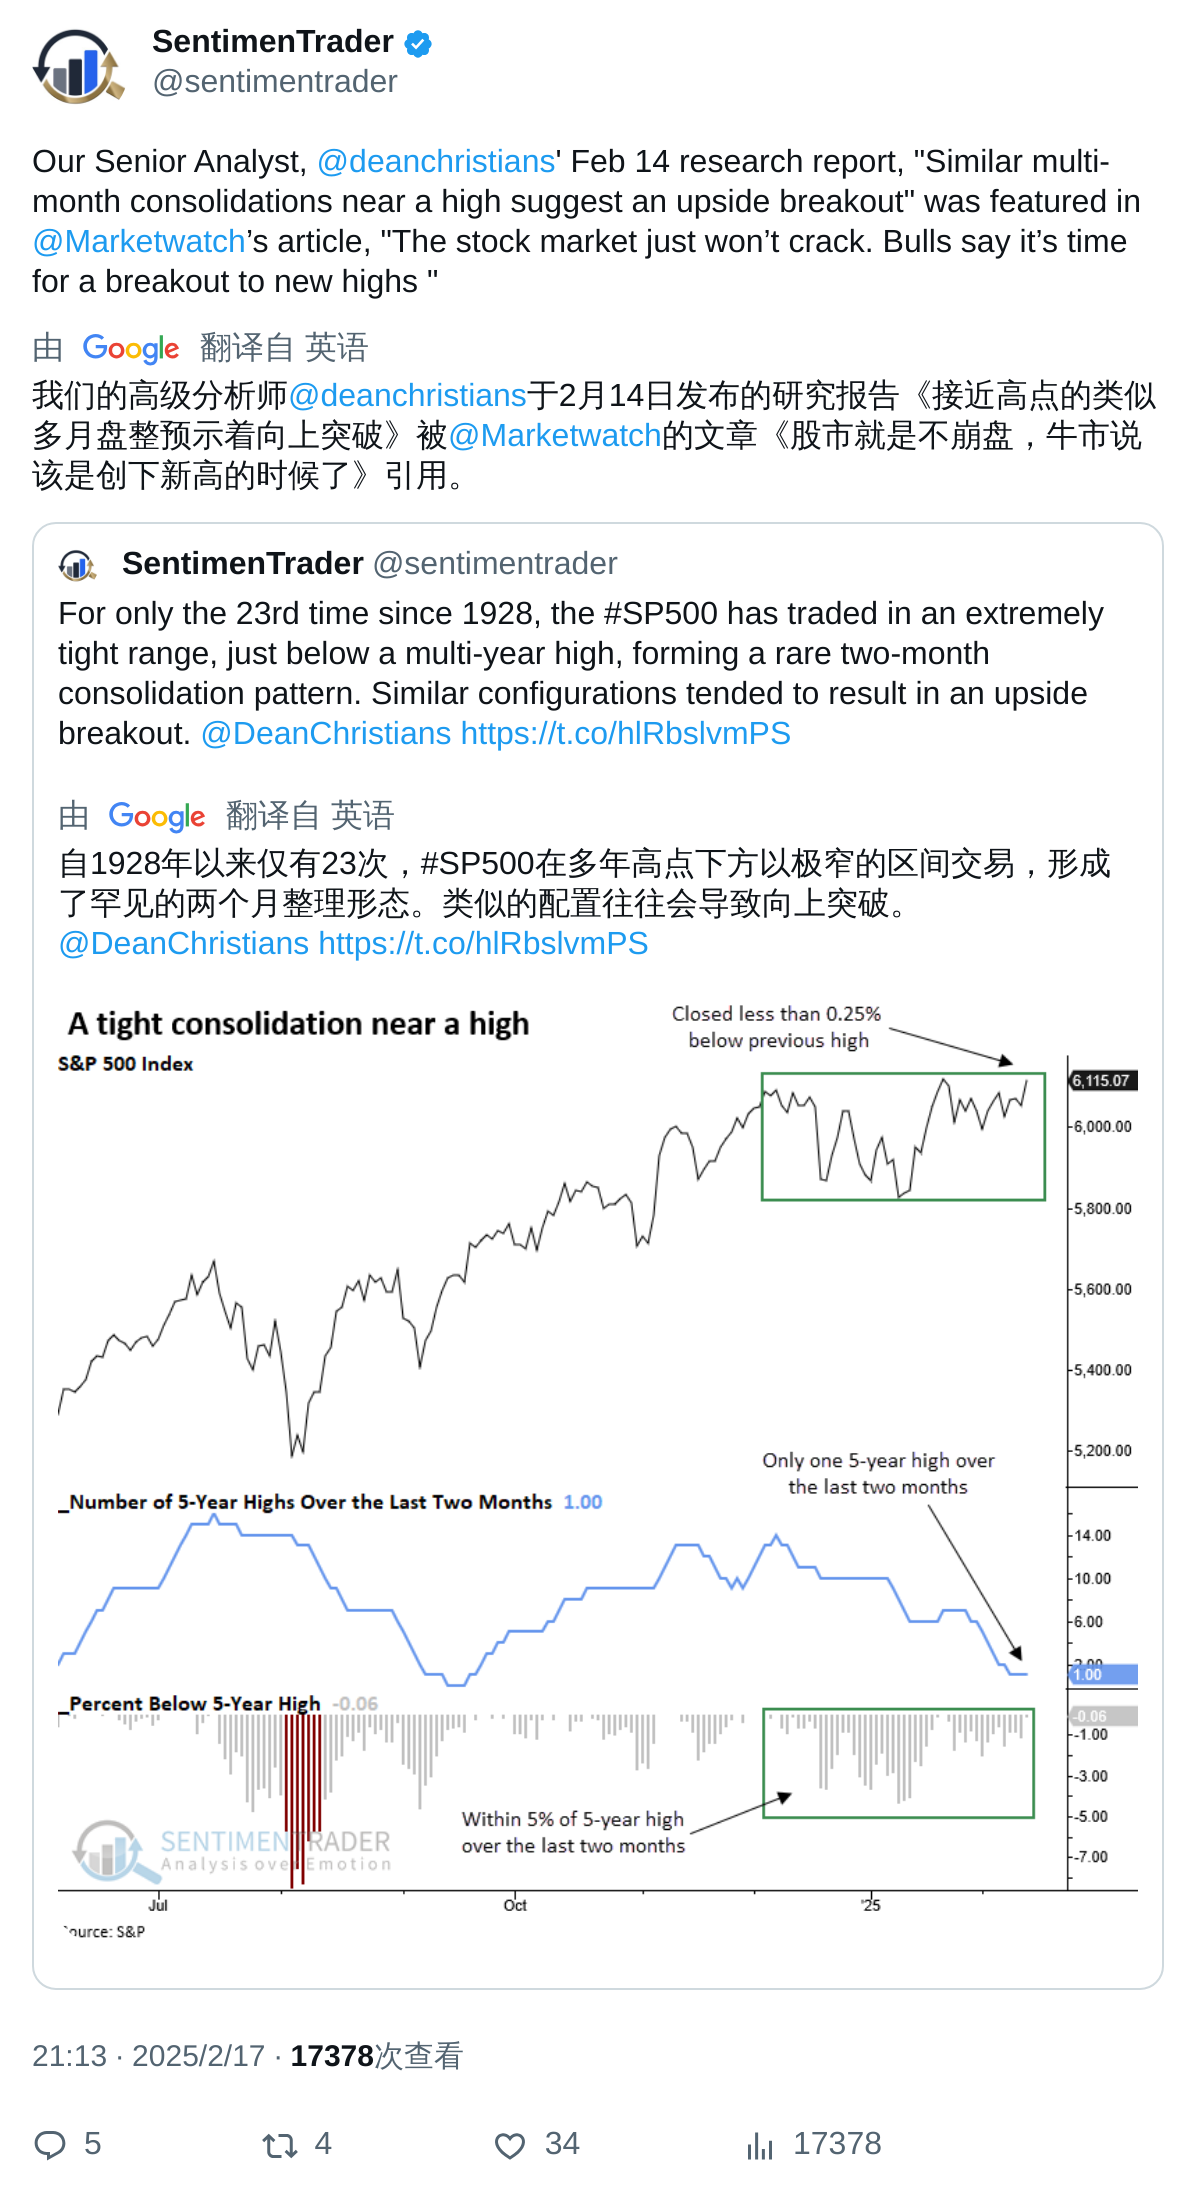 SentimenTrader
@sentimentrader
Our Senior Analyst, @deanchristians' Feb 14 research report, "Similar multi-
month consolidations near a high suggest an upside breakout" was featured in
@Marketwatch’s article, "The stock market just won’t crack. Bulls say it’s time
for a breakout to new highs "
由 Google 翻译自 英语
我们的高级分析师@deanchristians于2月14日发布的研究报告《接近高点的类似
多月盘整预示着向上突破》被@Marketwatch的文章《股市就是不崩盘，牛市说
该是创下新高的时候了》引用。
SentimenTrader @sentimentrader
For only the 23rd time since 1928, the #SP500 has traded in an extremely
tight range, just below a multi-year high, forming a rare two-month
consolidation pattern. Similar configurations tended to result in an upside
breakout. @DeanChristians https://t.co/hlRbslvmPS
由 Google 翻译自 英语
自1928年以来仅有23次，#SP500在多年高点下方以极窄的区间交易，形成
了罕见的两个月整理形态。类似的配置往往会导致向上突破。
@DeanChristians https://t.co/hlRbslvmPS
A tight consolidation near a high
Closed less than 0.25%
below previous high
S&P 500 Index
6,115.07
6,000.00
5,800.00
5,600.00
5,400.00
5,200.00
Only one 5-year high over
the last two months
_Number of 5-Year Highs Over the Last Two Months 1.00
14.00
10.00
6.00
2.00
1.00
_Percent Below 5-Year High -0.06
-0.06
-1.00
-3.00
-5.00
-7.00
Within 5% of 5-year high
over the last two months
SENTIMENTRADER
Analysis over Emotion
Jul
Oct
'25
Source: S&P
21:13 · 2025/2/17 · 17378次查看
5
4
34
17378